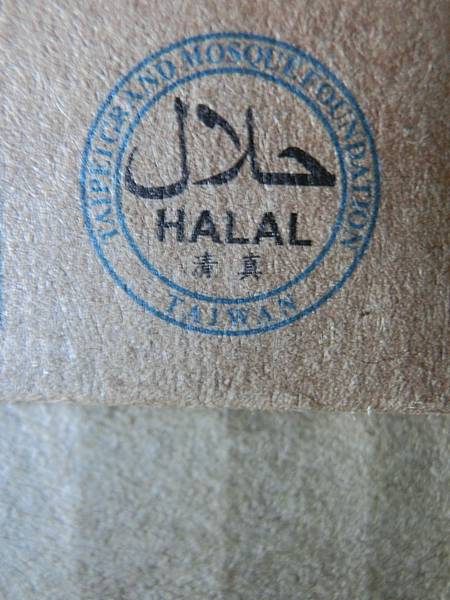 TAIPEI GRAND MOSQUE FOUNDATION
حلال
HALAL
清真
TAIWAN